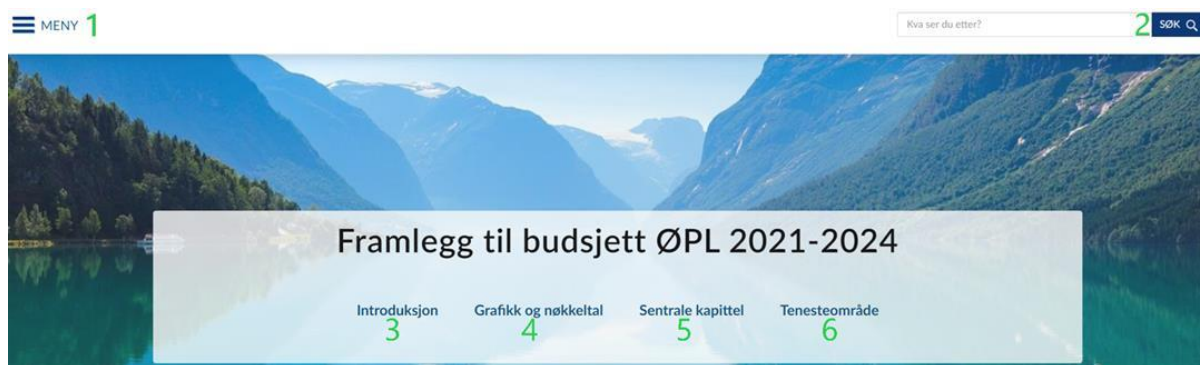 MENY 1
Kva ser du etter? 2 SØK
Framlegg til budsjett ØPL 2021-2024
Introduksjon Grafikk og nøkkeltal Sentrale kapittel Tenesteområde
3 4 5 6